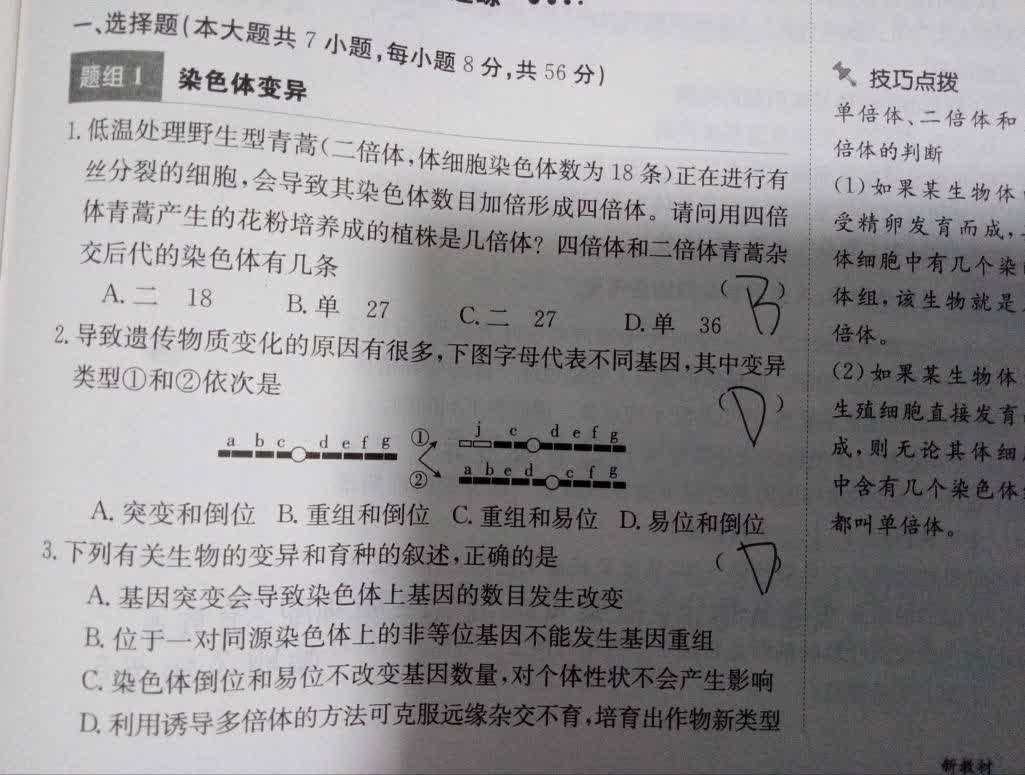 一、选择题(本大题共 7 小题,每小题 8 分,共 56 分)
题组 1 染色体变异
1. 低温处理野生型青蒿(二倍体,体细胞染色体数为 18 条)正在进行有
丝分裂的细胞,会导致其染色体数目加倍形成四倍体。请问用四倍
体青蒿产生的花粉培养成的植株是几倍体？四倍体和二倍体青蒿杂
交后代的染色体有几条 ( B )
A. 二 18 B. 单 27 C. 二 27 D. 单 36
2. 导致遗传物质变化的原因有很多,下图字母代表不同基因,其中变异
类型①和②依次是 ( D )
a b c d e f g ① j c d e f g
② a b e d c f g
A. 突变和倒位 B. 重组和倒位 C. 重组和易位 D. 易位和倒位
3. 下列有关生物的变异和育种的叙述,正确的是 ( D )
A. 基因突变会导致染色体上基因的数目发生改变
B. 位于一对同源染色体上的非等位基因不能发生基因重组
C. 染色体倒位和易位不改变基因数量,对个体性状不会产生影响
D. 利用诱导多倍体的方法可克服远缘杂交不育,培育出作物新类型
技巧点拨
单倍体、二倍体和
倍体的判断
(1)如果某生物体
受精卵发育而成,
体细胞中有几个染
体组,该生物就是
倍体。
(2)如果某生物体
生殖细胞直接发育
成,则无论其体细
中含有几个染色体
都叫单倍体。
新教材